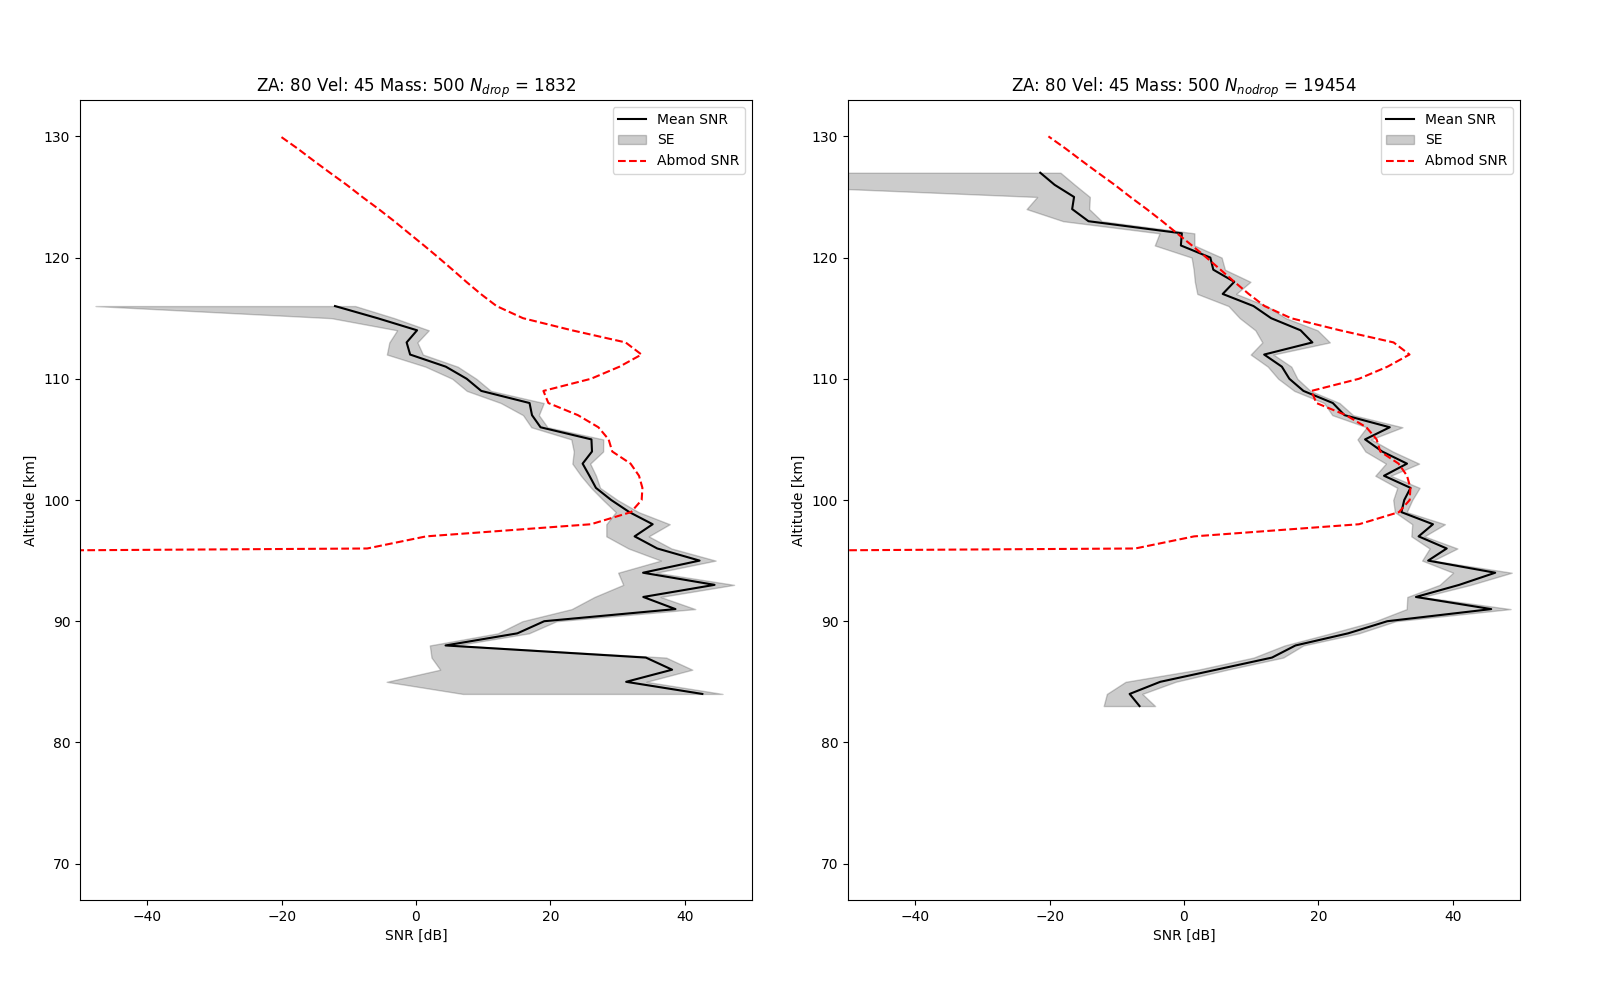 ZA: 80 Vel: 45 Mass: 500 N_drop = 1832
Mean SNR
SE
Abmod SNR
130
120
110
100
90
80
70
Altitude [km]
−40
−20
0
20
40
SNR [dB]
ZA: 80 Vel: 45 Mass: 500 N_nodrop = 19454
Mean SNR
SE
Abmod SNR
130
120
110
100
90
80
70
Altitude [km]
−40
−20
0
20
40
SNR [dB]